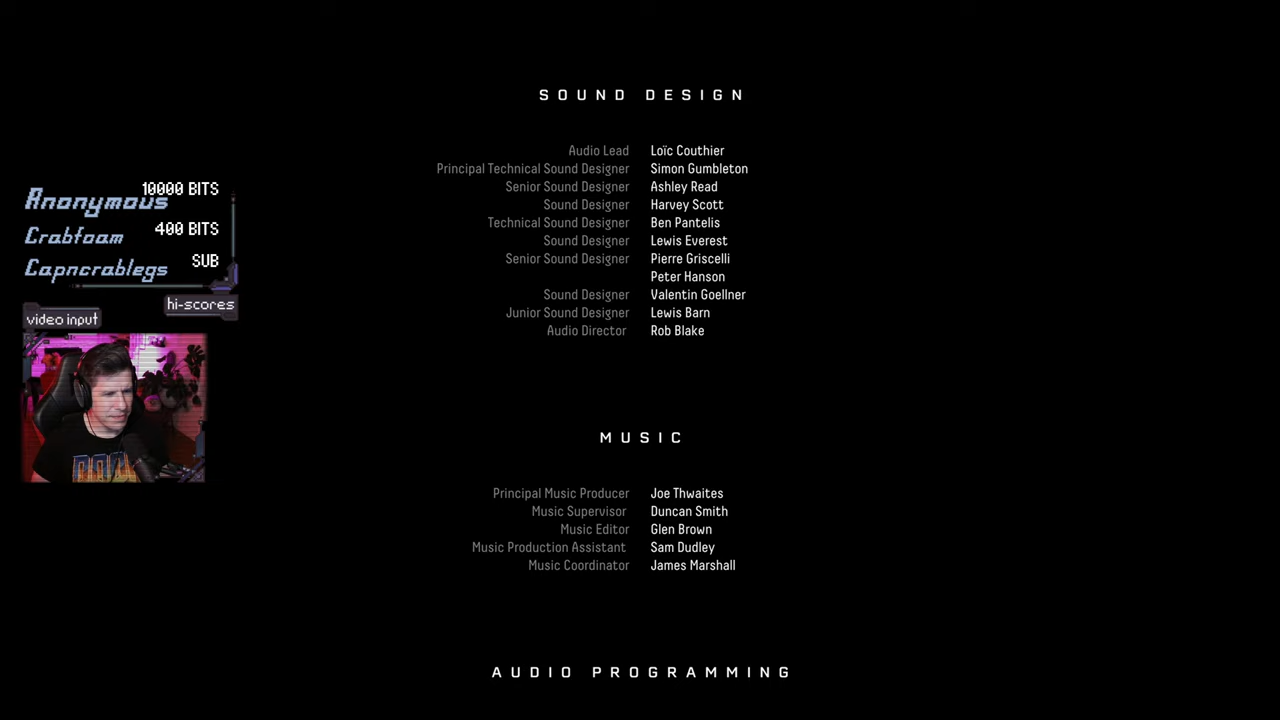 SOUND DESIGN
Audio Lead Loïc Couthier
Principal Technical Sound Designer Simon Gumbleton
Senior Sound Designer Ashley Read
Sound Designer Harvey Scott
Technical Sound Designer Ben Pantelis
Sound Designer Lewis Everest
Senior Sound Designer Pierre Griscelli
Peter Hanson
Sound Designer Valentin Goellner
Junior Sound Designer Lewis Barn
Audio Director Rob Blake
Anonymous 10000 BITS
Crabfoam 400 BITS
Capncrablegs SUB
hi-scores
video input
MUSIC
Principal Music Producer Joe Thwaites
Music Supervisor Duncan Smith
Music Editor Glen Brown
Music Production Assistant Sam Dudley
Music Coordinator James Marshall
AUDIO PROGRAMMING